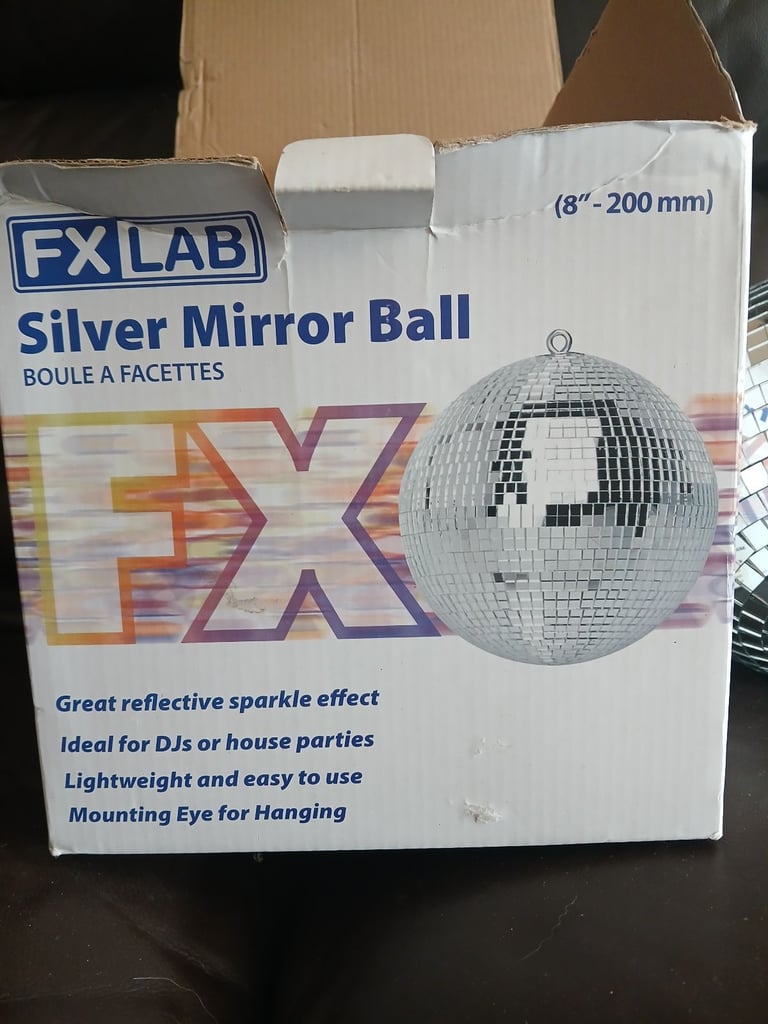 (8" - 200 mm)
FX LAB
Silver Mirror Ball
BOULE A FACETTES
FX
Great reflective sparkle effect
Ideal for DJs or house parties
Lightweight and easy to use
Mounting Eye for Hanging